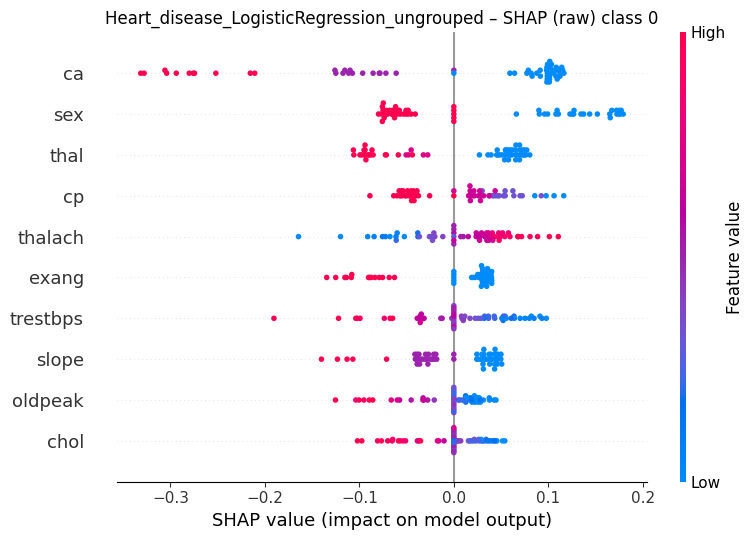 Heart_disease_LogisticRegression_ungrouped – SHAP (raw) class 0
High
ca
sex
thal
cp
thalach
exang
trestbps
slope
oldpeak
chol
Feature value
Low
−0.3 −0.2 −0.1 0.0 0.1 0.2
SHAP value (impact on model output)